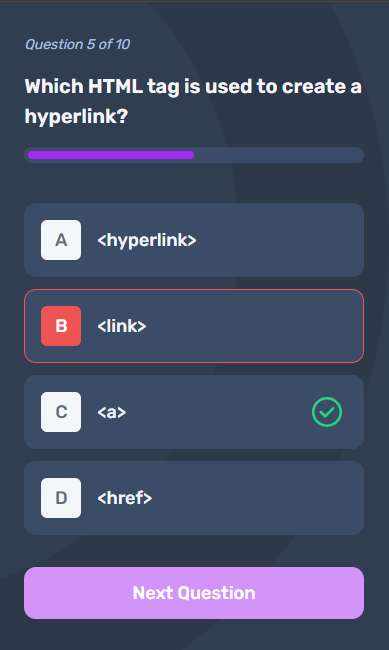 Question 5 of 10
Which HTML tag is used to create a
hyperlink?
A <hyperlink>
B <link>
C <a>
D <href>
Next Question